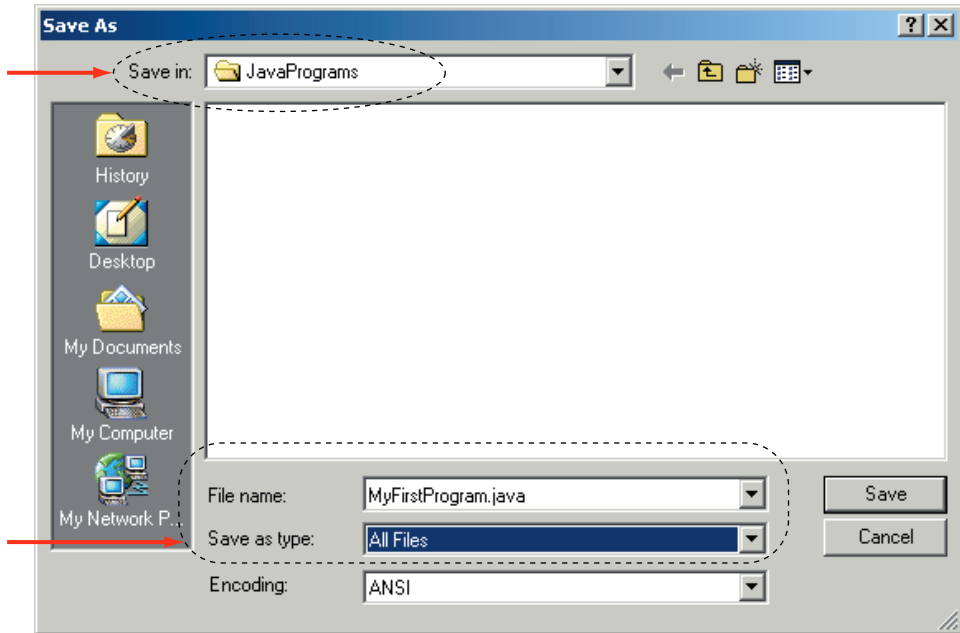 Save As
?
Save in: JavaPrograms
History
Desktop
My Documents
My Computer
My Network P...
File name: MyFirstProgram.java
Save as type: All Files
Encoding: ANSI
Save
Cancel